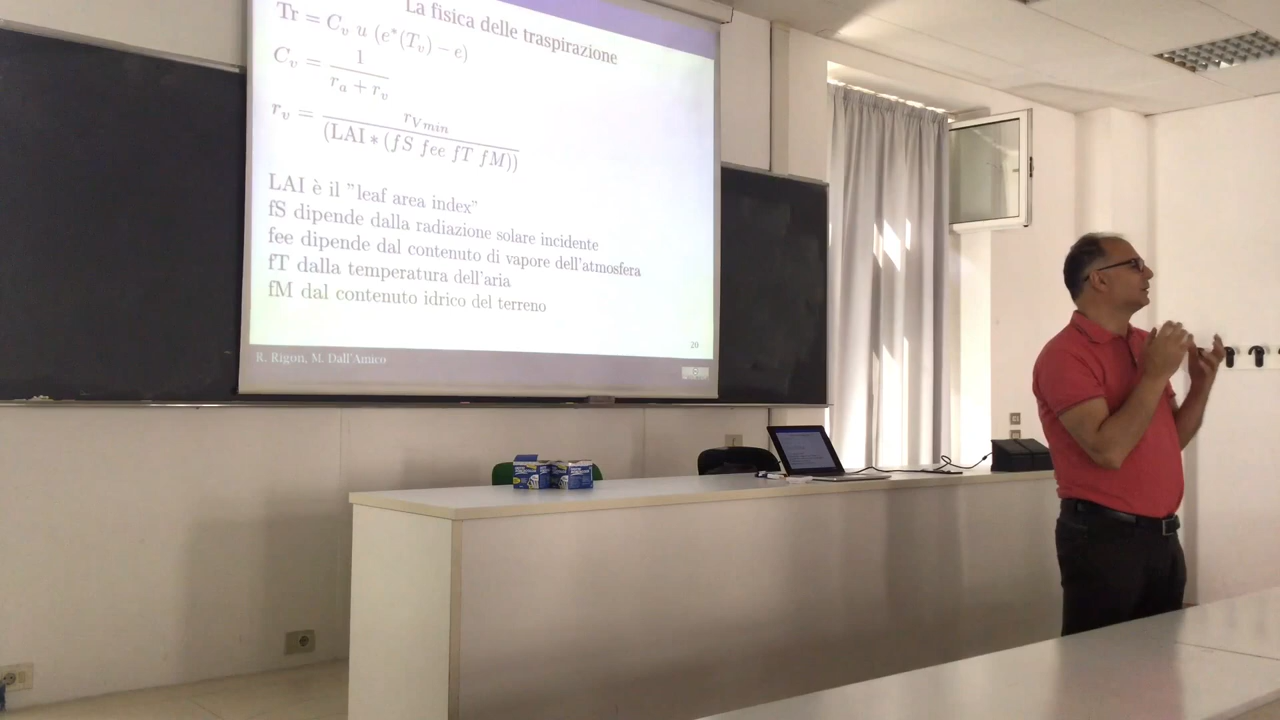 La fisica delle traspirazione
Tr = C_v u (e*(T_v) − e)
C_v = 1 / (r_a + r_v)
r_v = r_{Vmin} / (LAI ∗ (fS fee fT fM))
LAI è il "leaf area index"
fS dipende dalla radiazione solare incidente
fee dipende dal contenuto di vapore dell'atmosfera
fT dalla temperatura dell'aria
fM dal contenuto idrico del terreno
20
R. Rigon, M. Dall'Amico